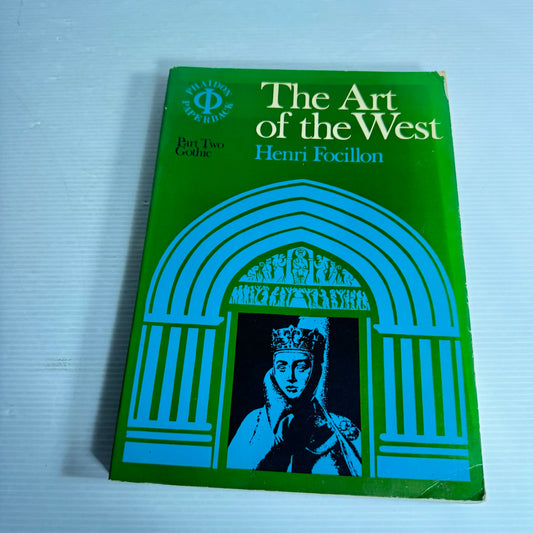 PHAIDON
PAPERBACK
The Art
of the West
Part Two
Gothic
Henri Focillon